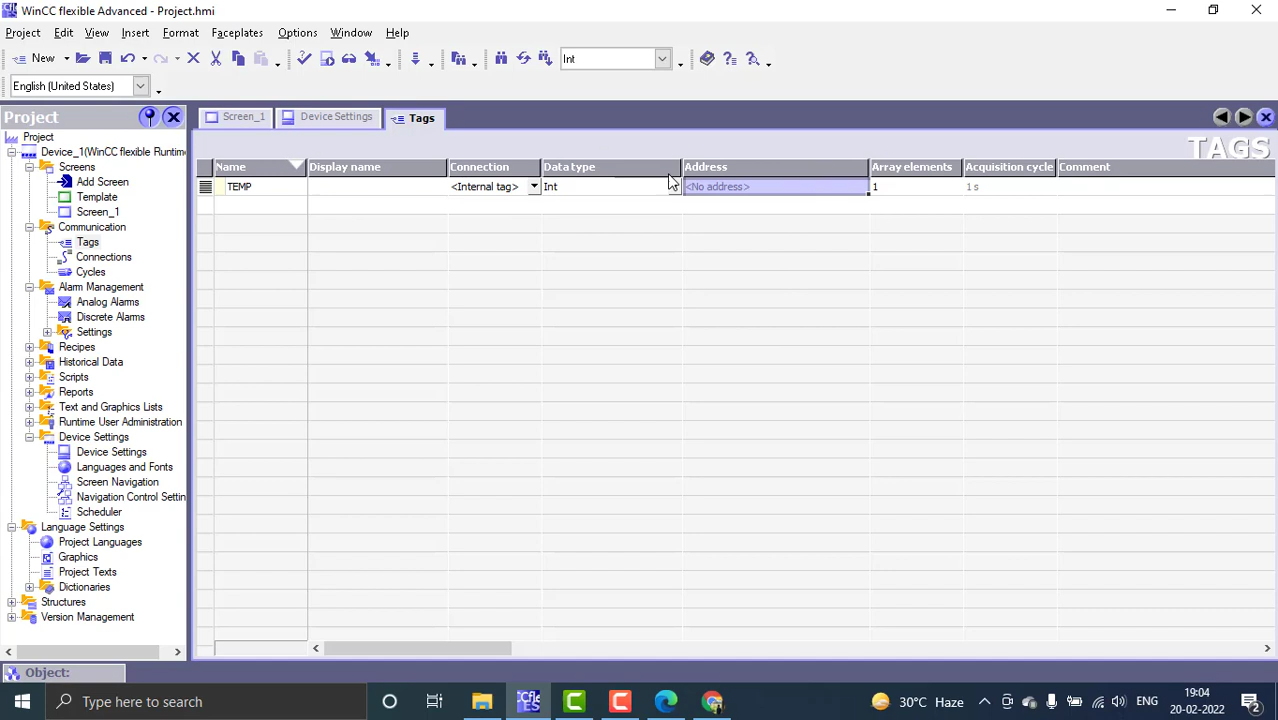 WinCC flexible Advanced - Project.hmi
Project Edit View Insert Format Faceplates Options Window Help
New Int
English (United States)
Project Screen_1 Device Settings Tags
TAGS
Project
Device_1(WinCC flexible Runtime
Screens
Add Screen
Template
Screen_1
Communication
Tags
Connections
Cycles
Alarm Management
Analog Alarms
Discrete Alarms
Settings
Recipes
Historical Data
Scripts
Reports
Text and Graphics Lists
Runtime User Administration
Device Settings
Device Settings
Languages and Fonts
Screen Navigation
Navigation Control Settin
Scheduler
Language Settings
Project Languages
Graphics
Project Texts
Dictionaries
Structures
Version Management
Name Display name Connection Data type Address Array elements Acquisition cycle Comment
TEMP <Internal tag> Int <No address> 1 1 s
Object:
Type here to search
30°C Haze
ENG
19:04
20-02-2022
2